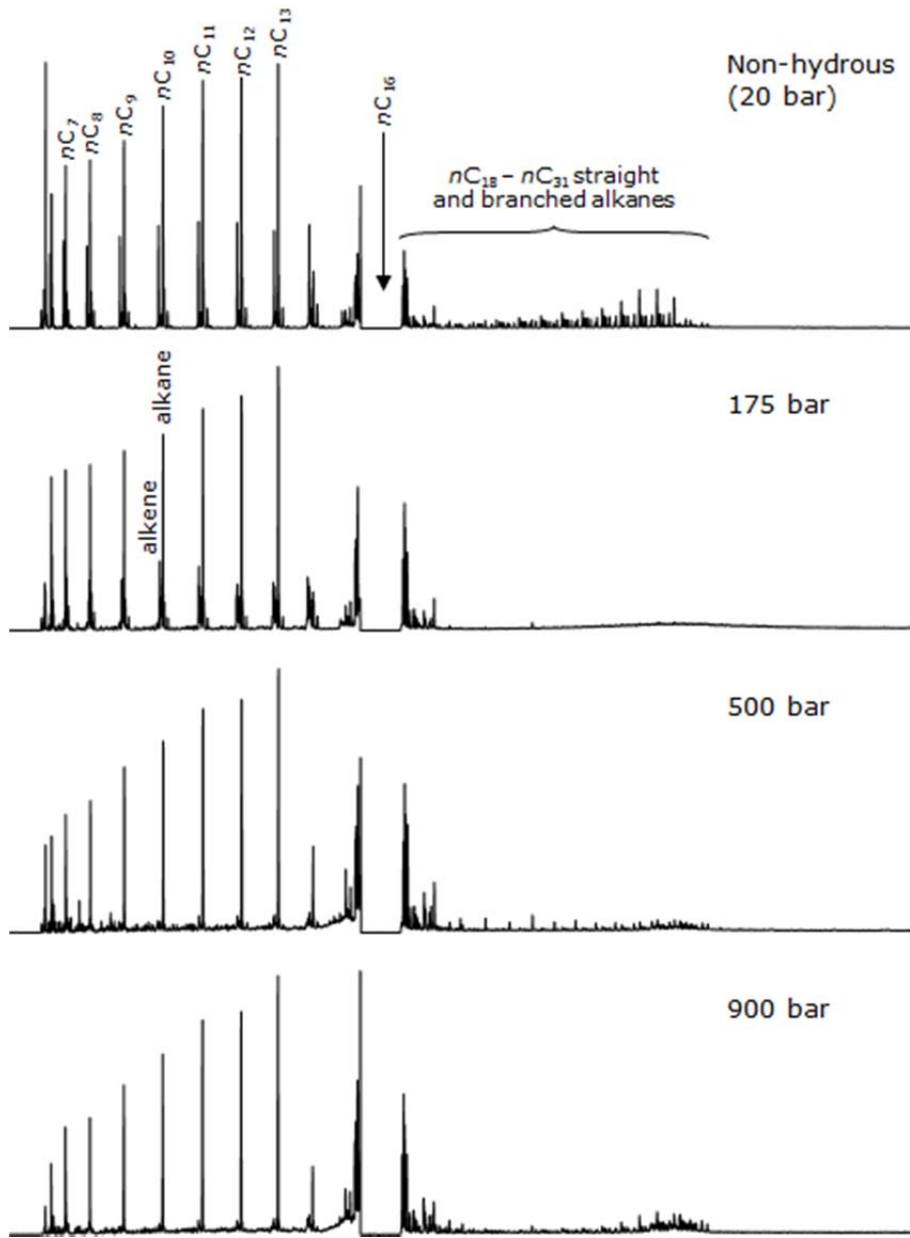 nC₇
nC₈
nC₉
nC₁₀
nC₁₁
nC₁₂
nC₁₃
nC₁₆
Non-hydrous
(20 bar)
nC₁₈ – nC₃₁ straight
and branched alkanes
alkene
alkane
175 bar
500 bar
900 bar